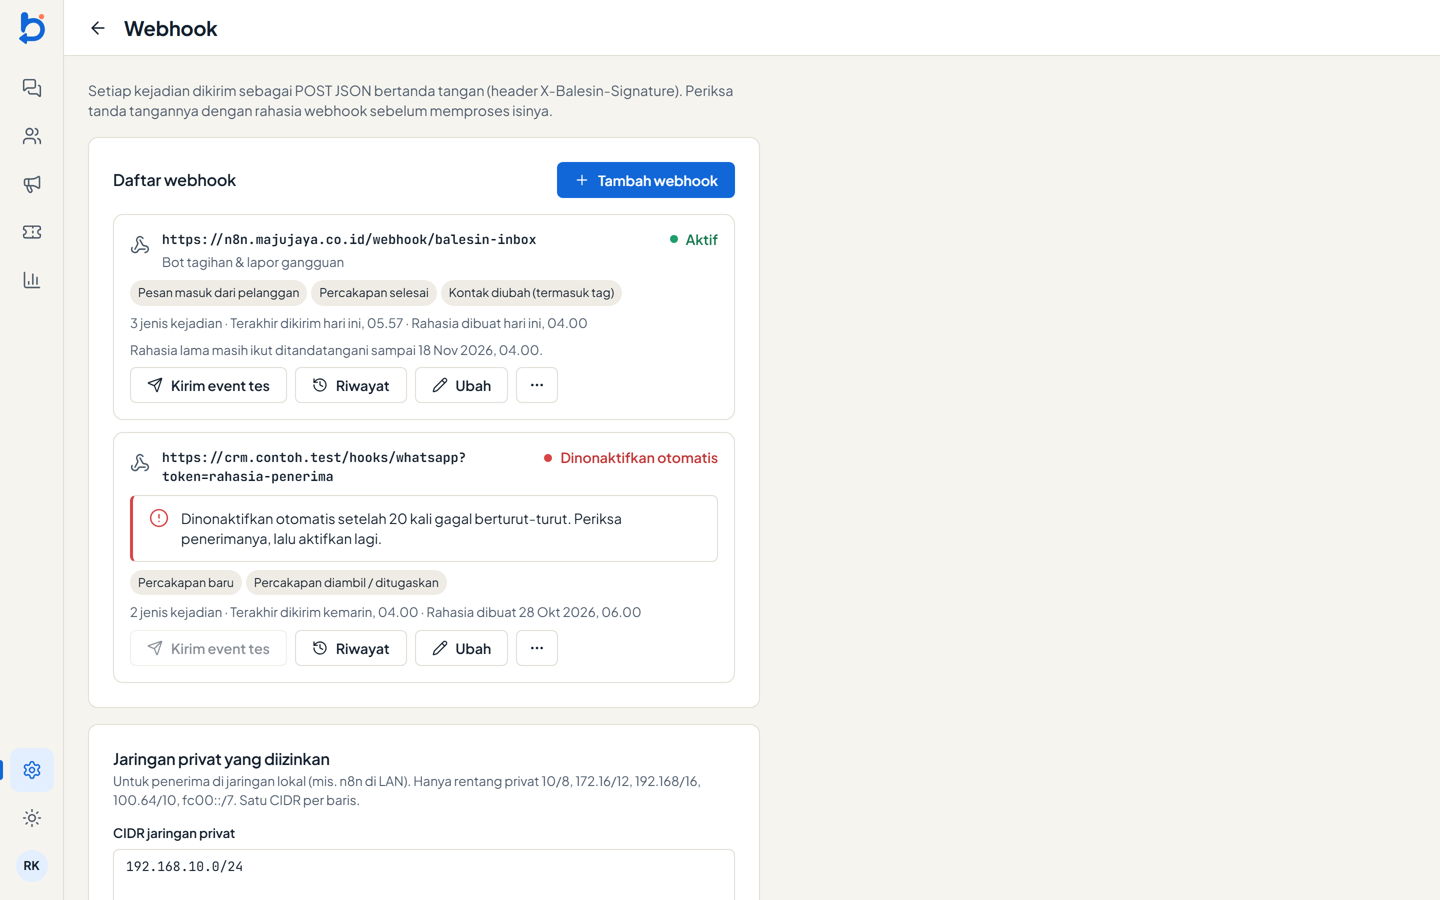 Webhook
Setiap kejadian dikirim sebagai POST JSON bertanda tangan (header X-Balesin-Signature). Periksa
tanda tangannya dengan rahasia webhook sebelum memproses isinya.
Daftar webhook
Tambah webhook
https://n8n.majujaya.co.id/webhook/balesin-inbox
Aktif
Bot tagihan & lapor gangguan
Pesan masuk dari pelanggan
Percakapan selesai
Kontak diubah (termasuk tag)
3 jenis kejadian · Terakhir dikirim hari ini, 05.57 · Rahasia dibuat hari ini, 04.00
Rahasia lama masih ikut ditandatangani sampai 18 Nov 2026, 04.00.
Kirim event tes
Riwayat
Ubah
https://crm.contoh.test/hooks/whatsapp?
token=rahasia-penerima
Dinonaktifkan otomatis
Dinonaktifkan otomatis setelah 20 kali gagal berturut-turut. Periksa
penerimanya, lalu aktifkan lagi.
Percakapan baru
Percakapan diambil / ditugaskan
2 jenis kejadian · Terakhir dikirim kemarin, 04.00 · Rahasia dibuat 28 Okt 2026, 06.00
Kirim event tes
Riwayat
Ubah
Jaringan privat yang diizinkan
Untuk penerima di jaringan lokal (mis. n8n di LAN). Hanya rentang privat 10/8, 172.16/12, 192.168/16,
100.64/10, fc00::/7. Satu CIDR per baris.
CIDR jaringan privat
192.168.10.0/24
RK